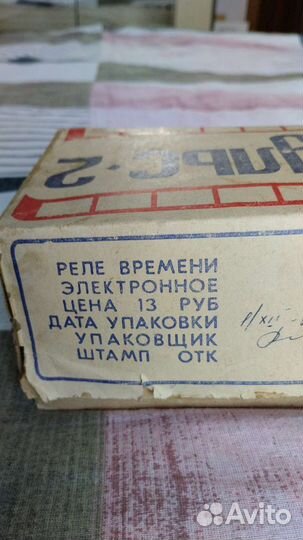 РЕЛЕ ВРЕМЕНИ
ЭЛЕКТРОННОЕ
ЦЕНА 13 РУБ
ДАТА УПАКОВКИ
УПАКОВЩИК
ШТАМП ОТК
Avito